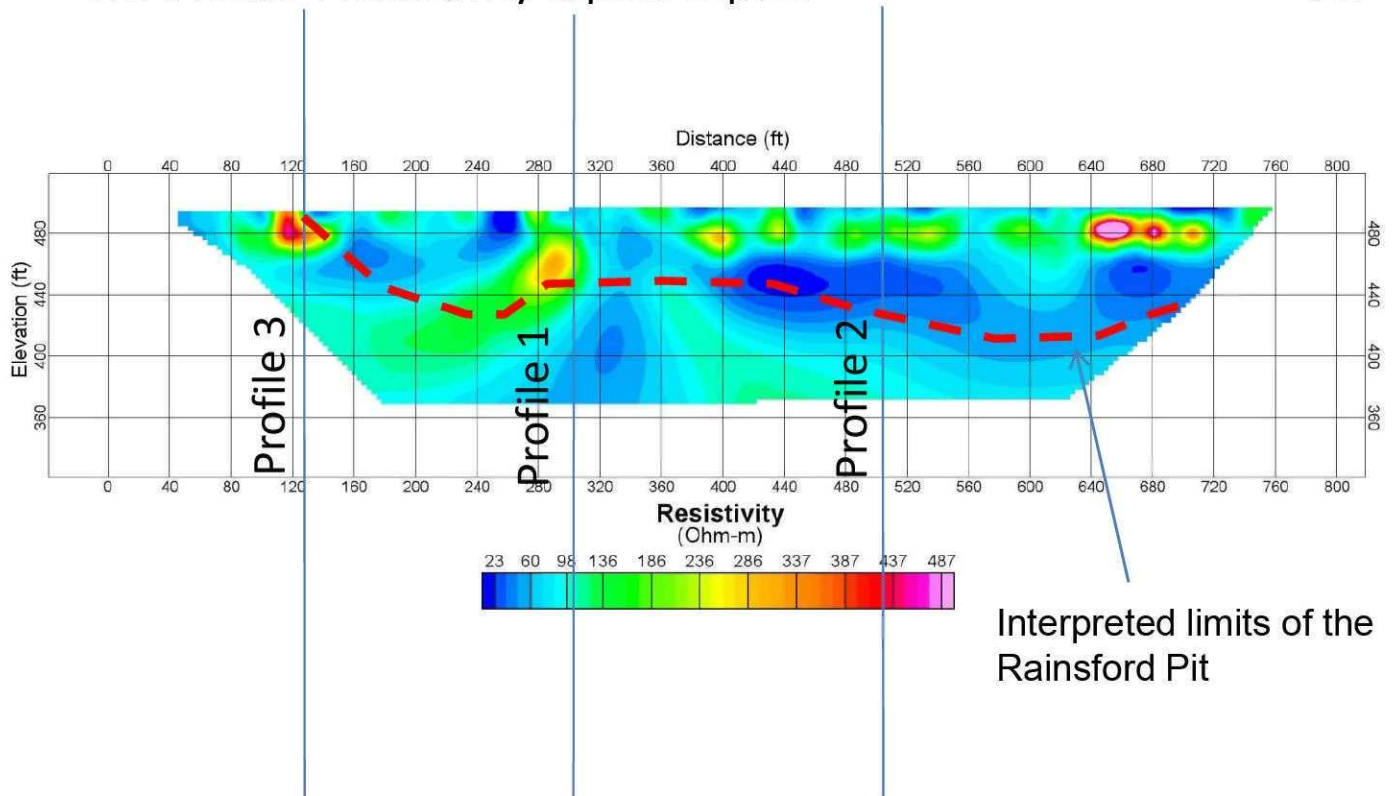 Distance (ft)
0 40 80 120 160 200 240 280 320 360 400 440 480 520 560 600 640 680 720 760 800
Elevation (ft)
480 440 400 360
480 440 400 360
Profile 3
Profile 1
Profile 2
0 40 80 120 160 200 240 280 320 360 400 440 480 520 560 600 640 680 720 760 800
Resistivity
(Ohm-m)
23 60 98 136 186 236 286 337 387 437 487
Interpreted limits of the
Rainsford Pit